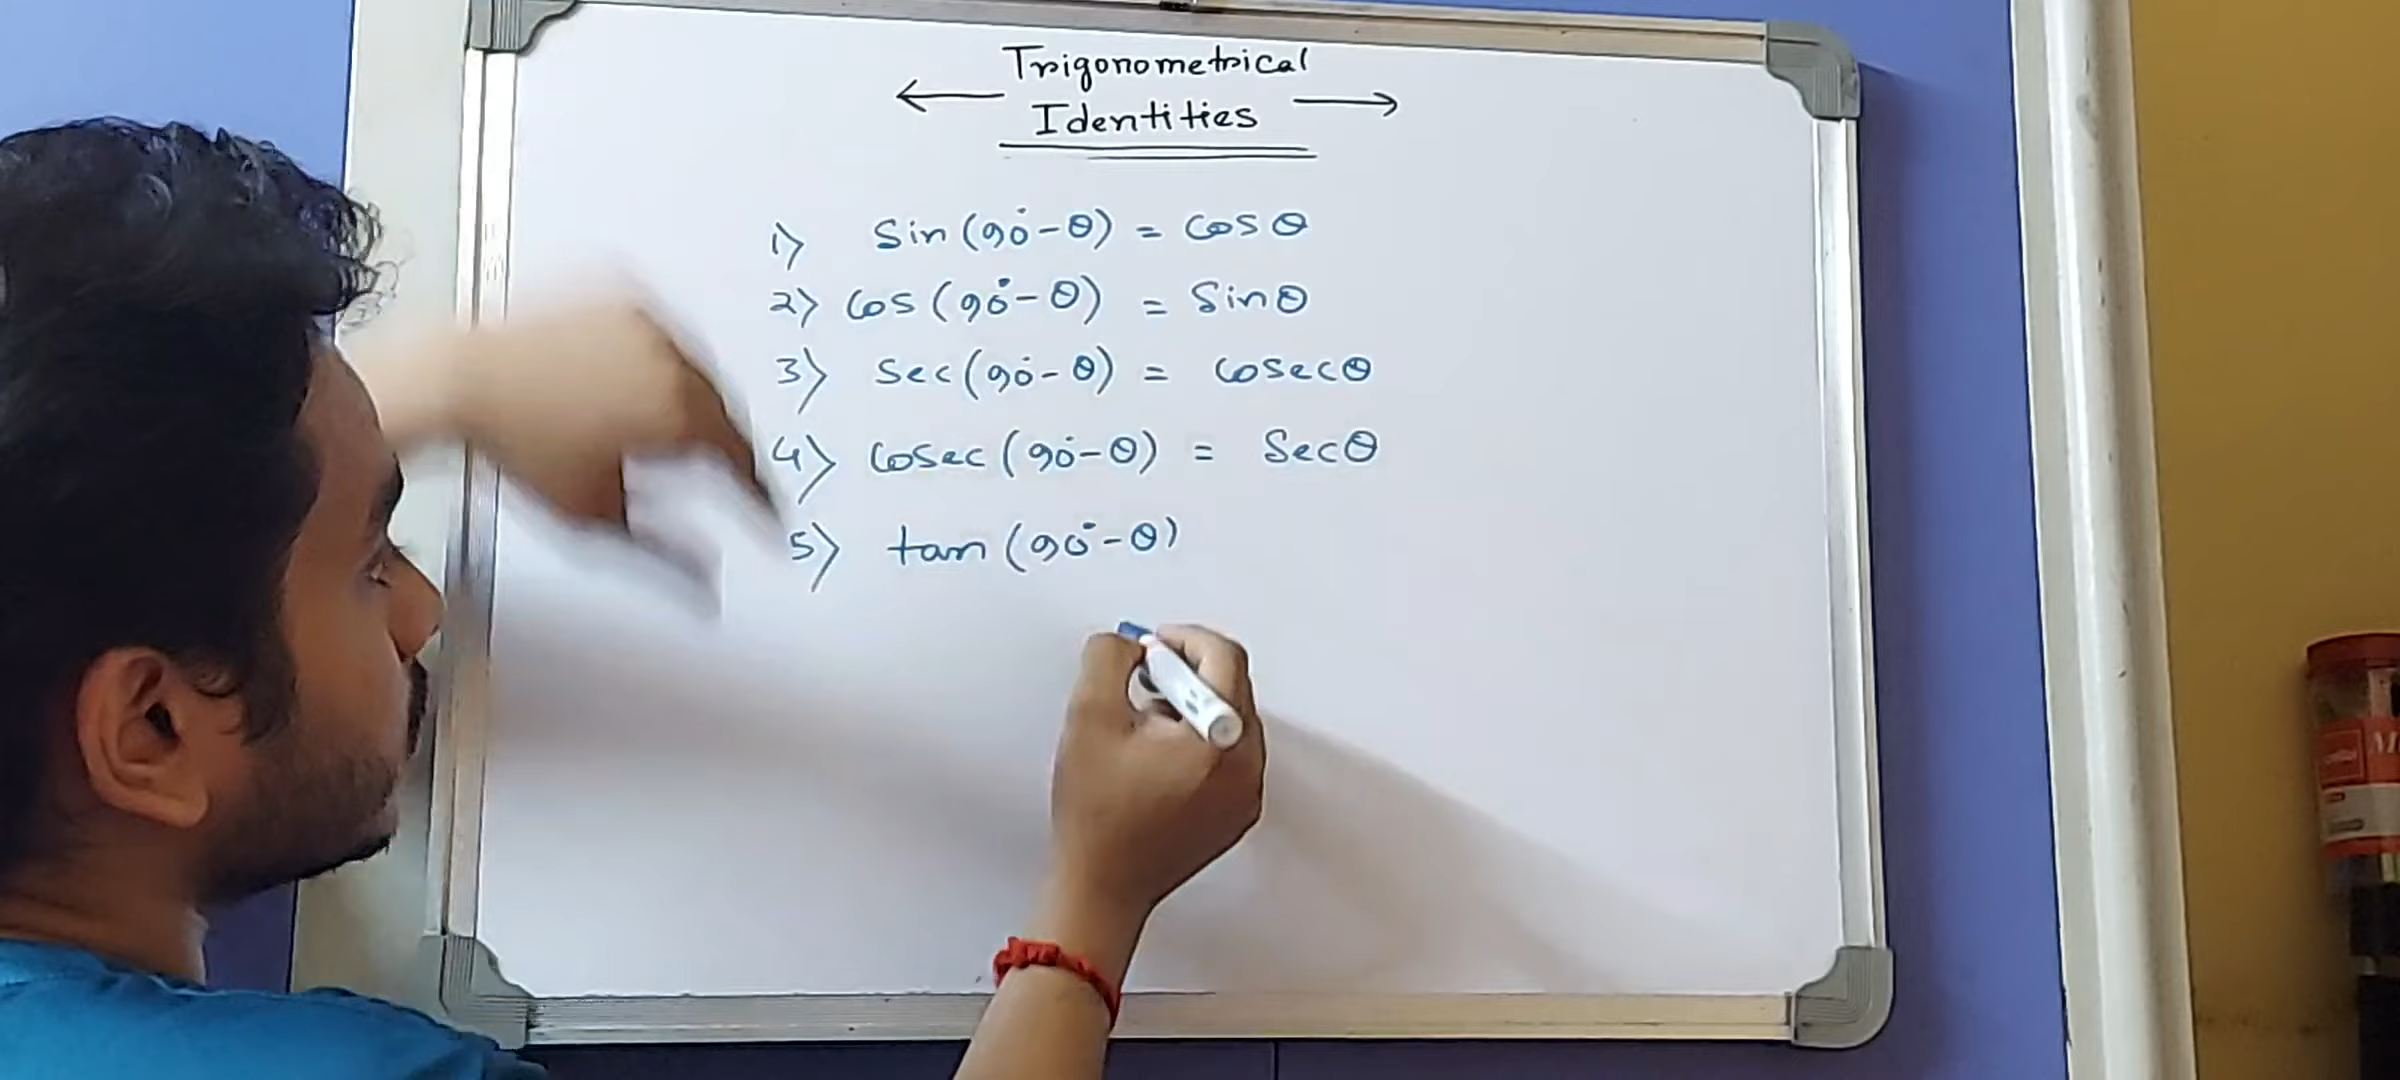 Trigonometrical
Identities
1) Sin (90° - θ) = Cos θ
2) Cos (90° - θ) = Sin θ
3) Sec (90° - θ) = Cosec θ
4) Cosec (90° - θ) = Sec θ
5) tan (90° - θ)